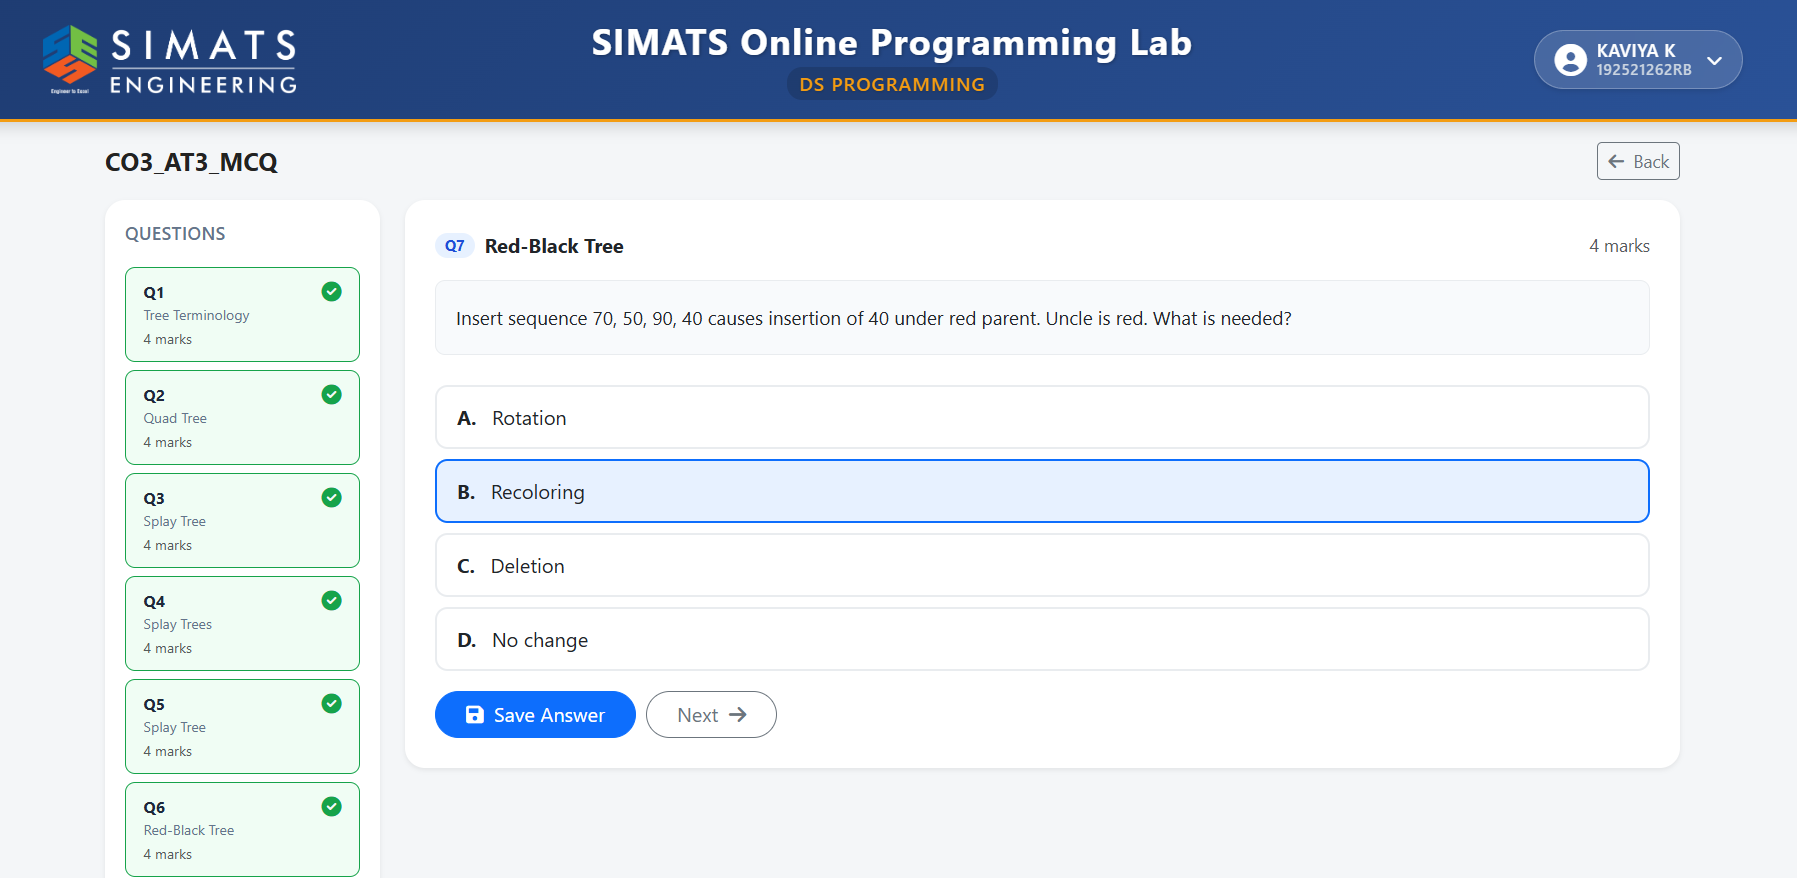 SIMATS
ENGINEERING
Engineer to Excel
SIMATS Online Programming Lab
DS PROGRAMMING
KAVIYA K
192521262RB
CO3_AT3_MCQ
Back
QUESTIONS
Q1
Tree Terminology
4 marks
Q2
Quad Tree
4 marks
Q3
Splay Tree
4 marks
Q4
Splay Trees
4 marks
Q5
Splay Tree
4 marks
Q6
Red-Black Tree
4 marks
Q7 Red-Black Tree 4 marks
Insert sequence 70, 50, 90, 40 causes insertion of 40 under red parent. Uncle is red. What is needed?
A. Rotation
B. Recoloring
C. Deletion
D. No change
Save Answer
Next